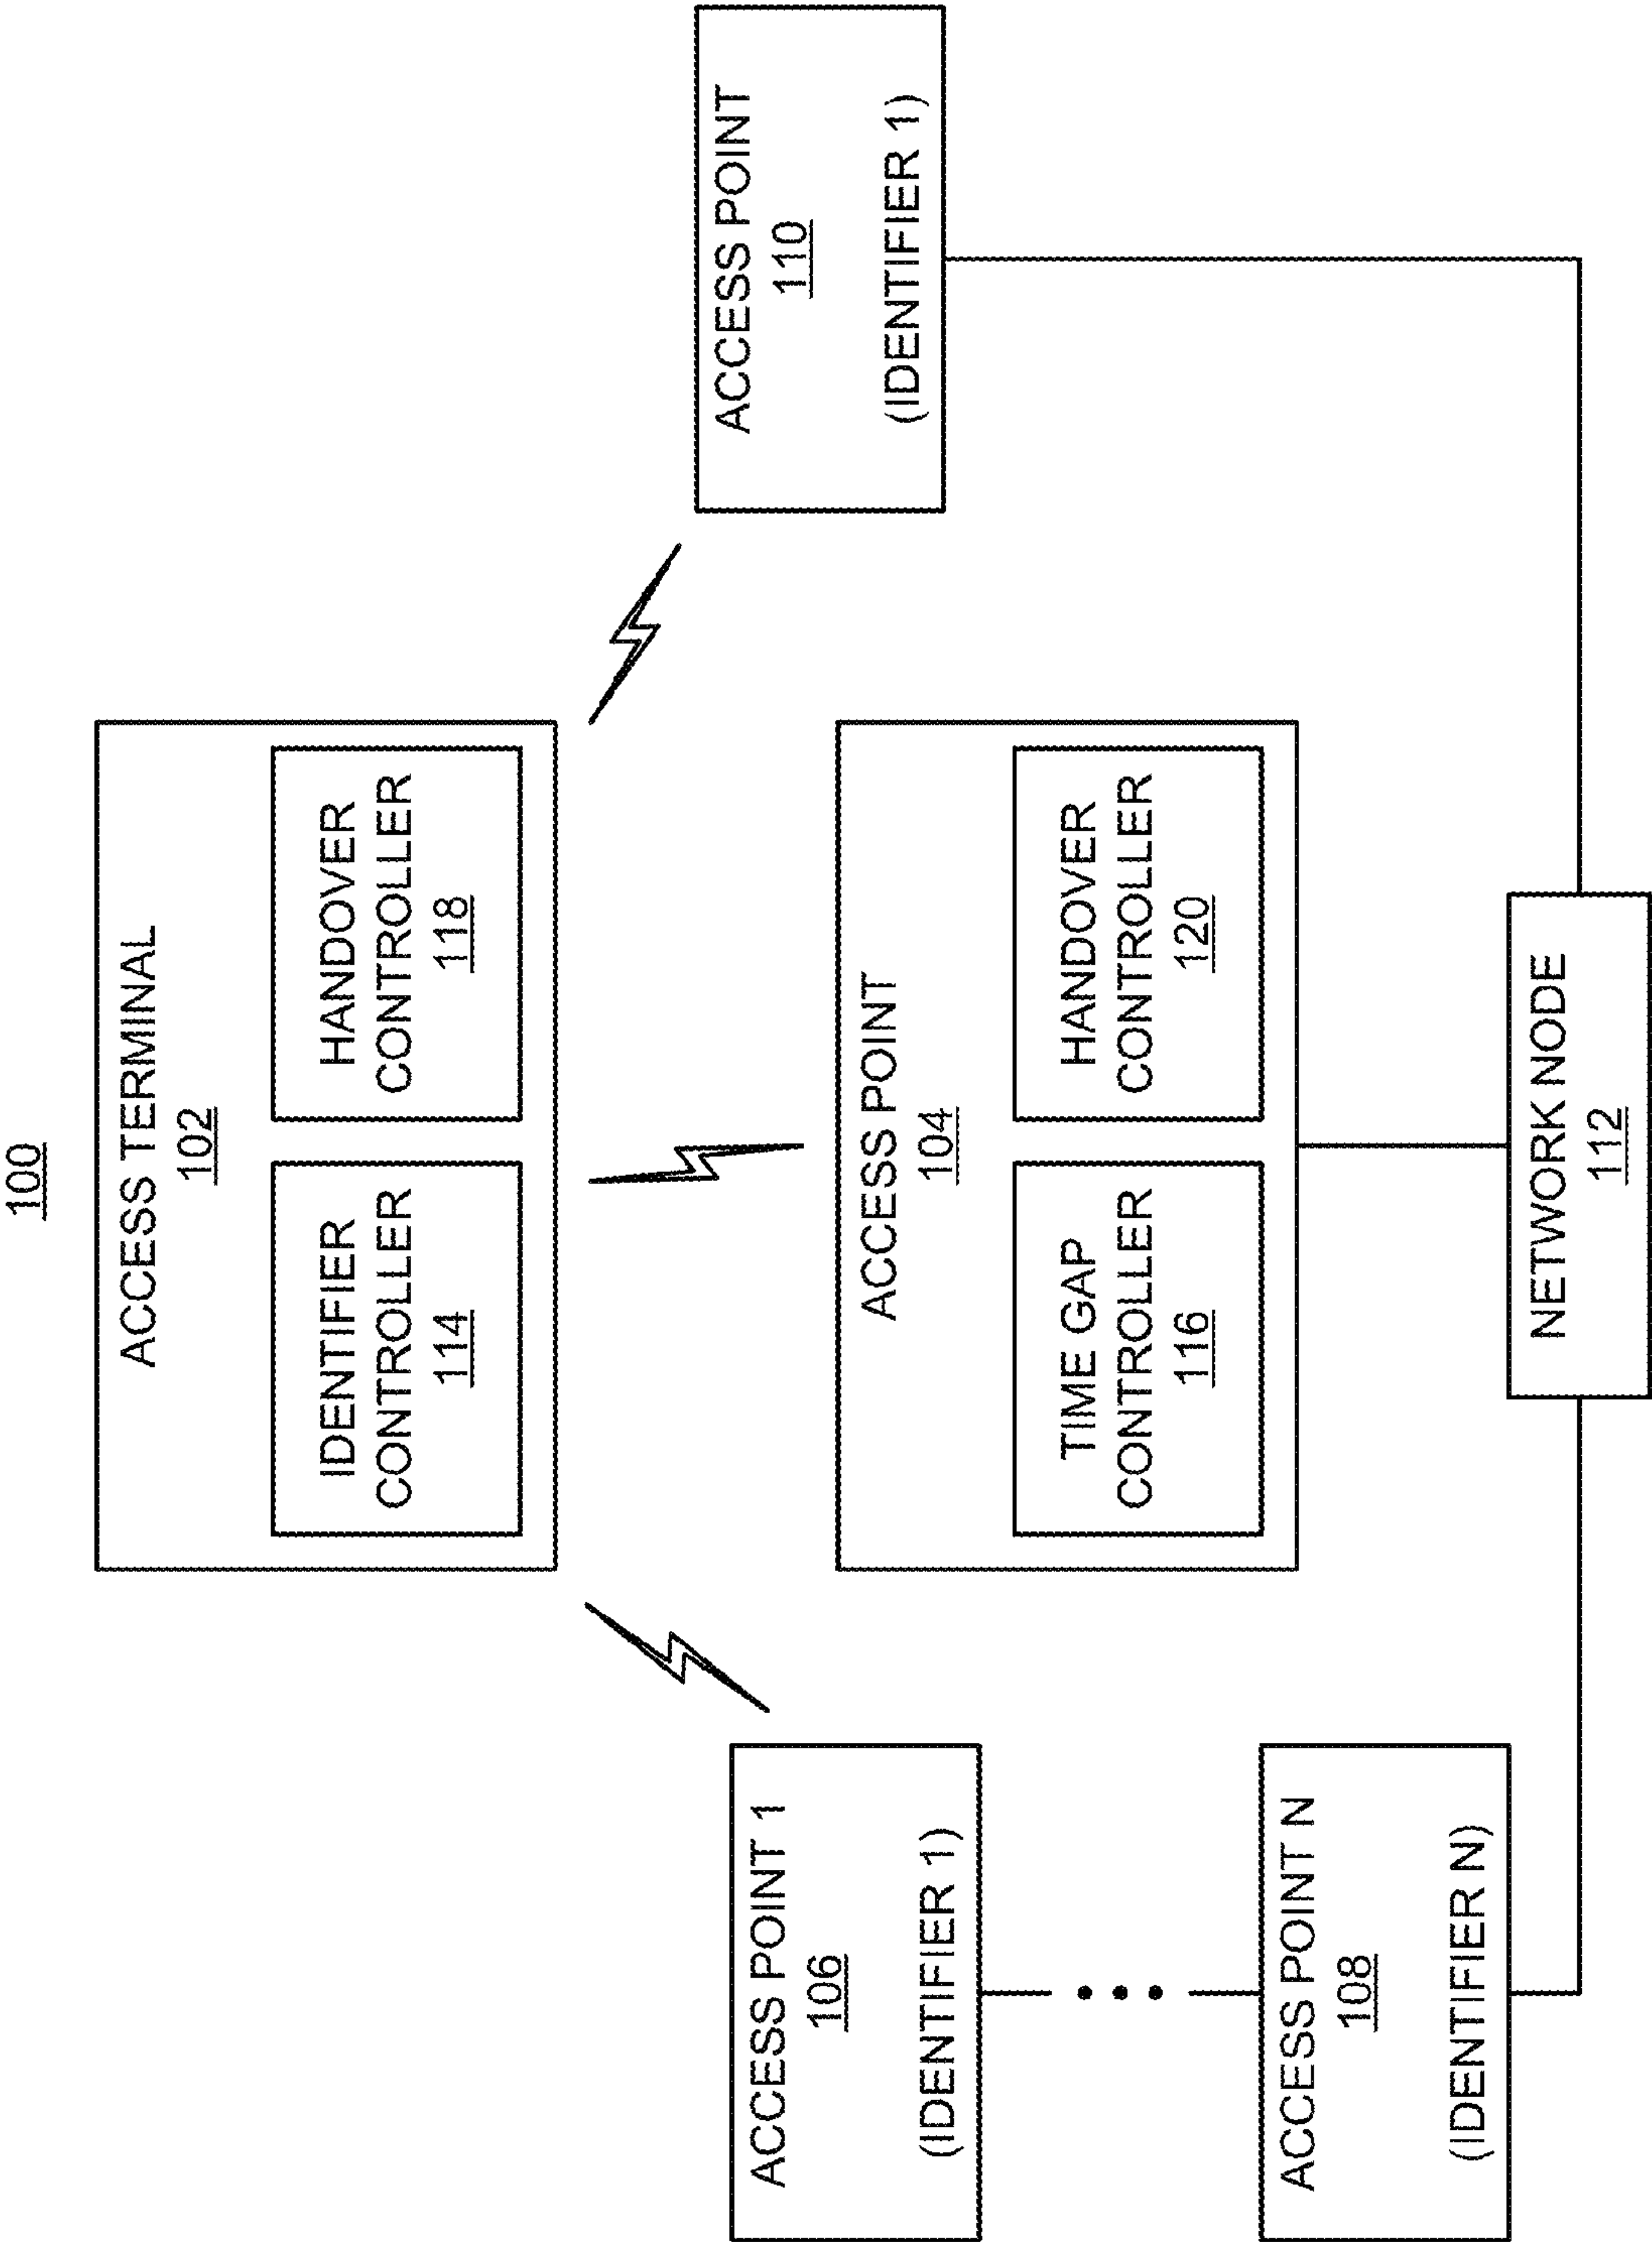 100
ACCESS TERMINAL
102
IDENTIFIER
CONTROLLER
114
HANDOVER
CONTROLLER
118
ACCESS POINT 1
106
(IDENTIFIER 1)
ACCESS POINT N
108
(IDENTIFIER N)
ACCESS POINT
104
TIME GAP
CONTROLLER
116
HANDOVER
CONTROLLER
120
ACCESS POINT
110
(IDENTIFIER 1)
NETWORK NODE
112